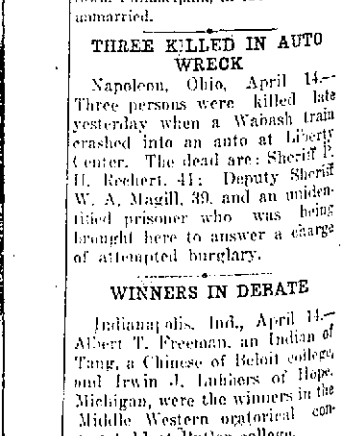 unmarried.
THREE KILLED IN AUTO
WRECK
Napoleon, Ohio, April 14.—
Three persons were killed late
yesterday when a Wabash train
crashed into an auto at Liberty
Center. The dead are: Sheriff P.
H. Rechert, 41; Deputy Sheriff
W. A. Magill, 39, and an uniden-
tified prisoner who was being
brought here to answer a charge
of attempted burglary.
WINNERS IN DEBATE
Indianapolis, Ind., April 14.—
Albert T. Freeman, an Indian of
Tang, a Chinese of Beloit college,
and Irwin J. Lubbers of Hope,
Michigan, were the winners in the
Middle Western oratorical con-
college.